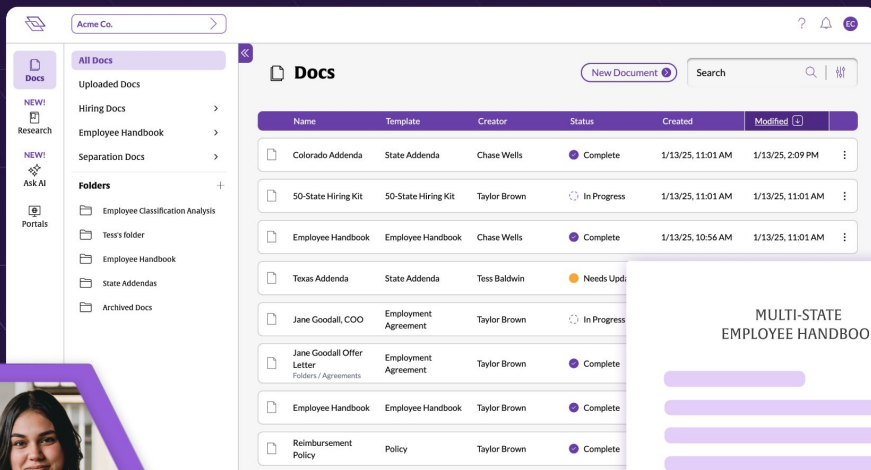 Acme Co.
?
EC
Docs
NEW!
Research
NEW!
Ask AI
Portals
All Docs
Uploaded Docs
Hiring Docs
Employee Handbook
Separation Docs
Folders
Employee Classification Analysis
Tess's folder
Employee Handbook
State Addendas
Archived Docs
Docs
New Document
Search
Name Template Creator Status Created Modified
Colorado Addenda State Addenda Chase Wells Complete 1/13/25, 11:01 AM 1/13/25, 2:09 PM
50-State Hiring Kit 50-State Hiring Kit Taylor Brown In Progress 1/13/25, 11:01 AM 1/13/25, 11:01 AM
Employee Handbook Employee Handbook Chase Wells Complete 1/13/25, 10:56 AM 1/13/25, 11:01 AM
Texas Addenda State Addenda Tess Baldwin Needs Upda
Jane Goodall, COO Employment Agreement Taylor Brown In Progress
Jane Goodall Offer Letter Employment Agreement Taylor Brown Complete
Folders / Agreements
Employee Handbook Employee Handbook Taylor Brown Complete
Reimbursement Policy Policy Taylor Brown Complete
MULTI-STATE
EMPLOYEE HANDBOO